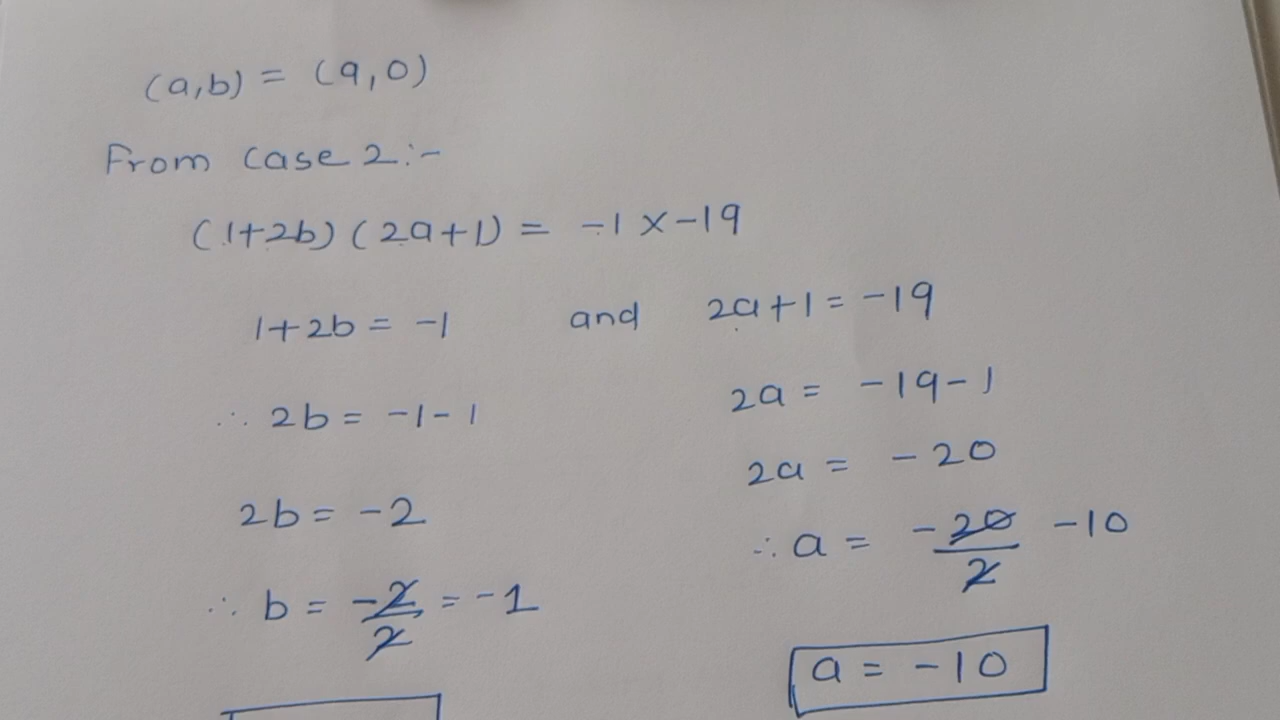 (a,b) = (9,0)
From case 2:-
(1+2b) (2a+1) = -1 x -19
1+2b = -1 and 2a+1 = -19
∴ 2b = -1-1
2a = -19-1
2b = -2
2a = -20
∴ b = -2/2 = -1
∴ a = -20/2 -10
a = -10